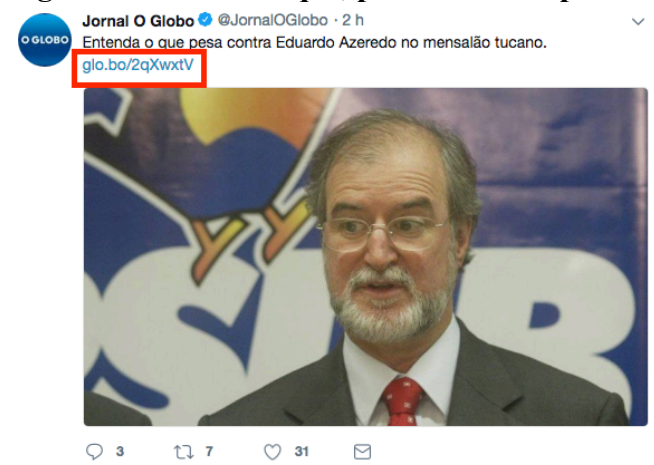 Jornal O Globo @JornalOGlobo · 2 h
O GLOBO
Entenda o que pesa contra Eduardo Azeredo no mensalão tucano.
glo.bo/2qXwxtV
3 7 31